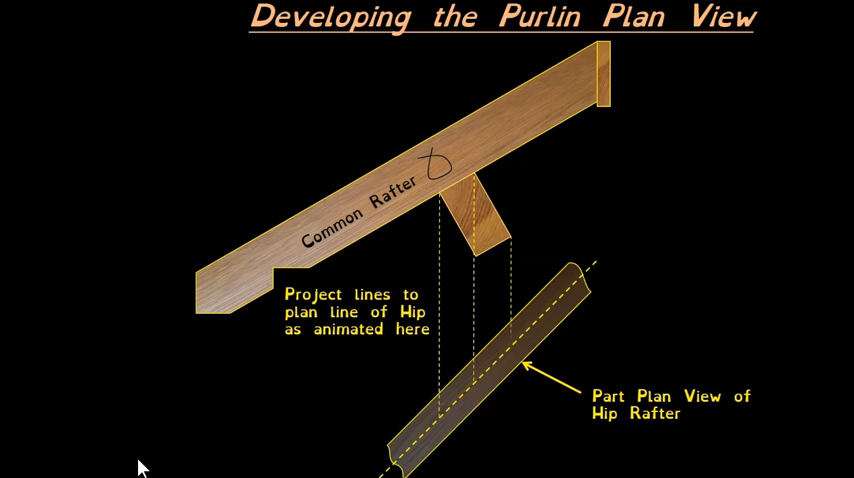 Developing the Purlin Plan View
Common Rafter
Project lines to
plan line of Hip
as animated here
Part Plan View of
Hip Rafter